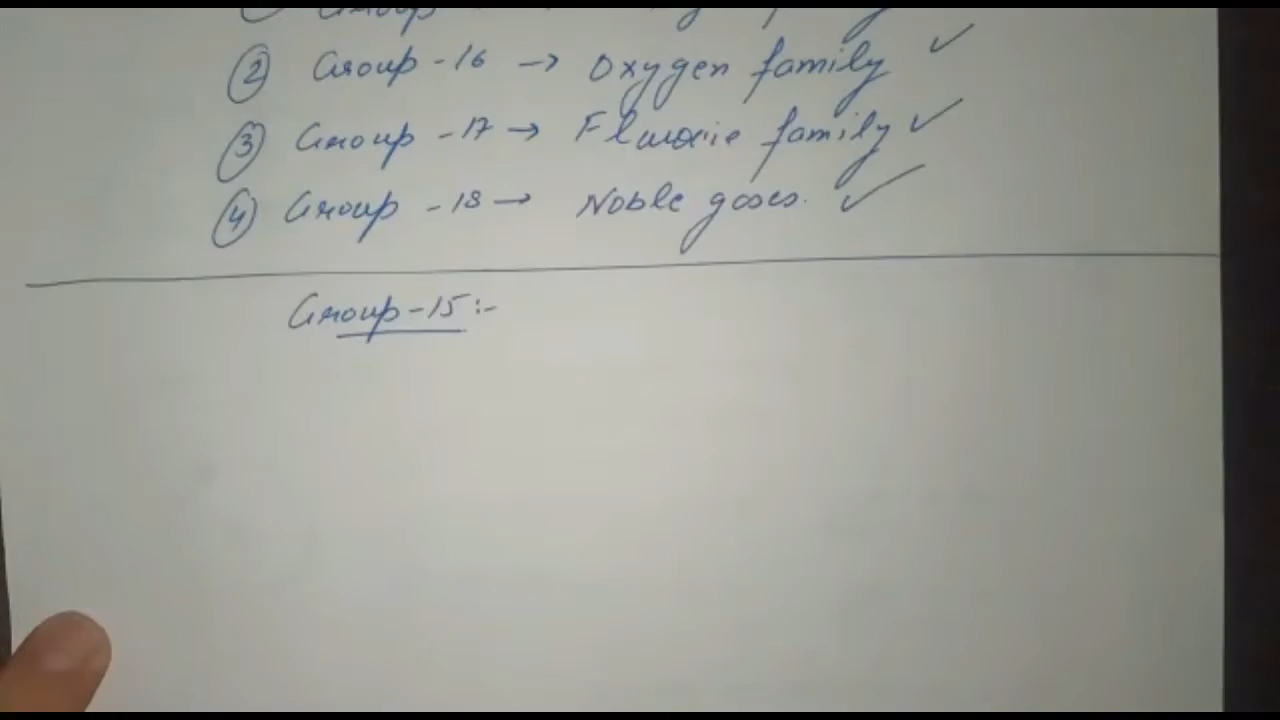 ② Group -16 → Oxygen family ✓
③ Group -17 → Fluorine family ✓
④ Group -18 → Noble gases. ✓
Group-15:-